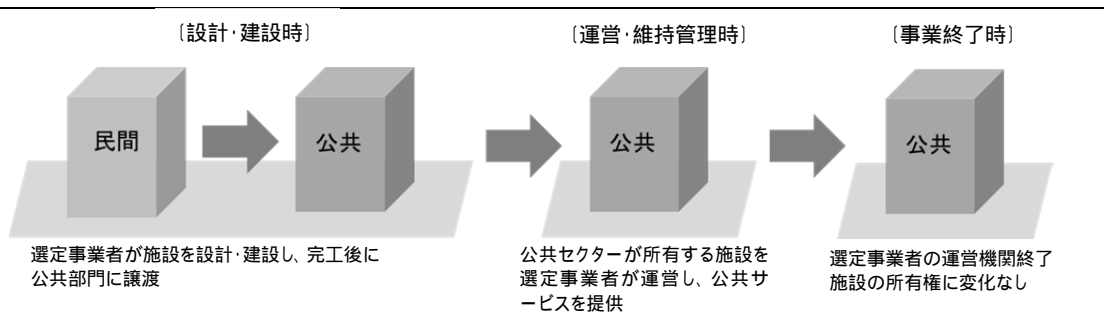 〔設計･建設時〕
〔運営･維持管理時〕
〔事業終了時〕
民間
公共
公共
公共
選定事業者が施設を設計･建設し、完工後に
公共部門に譲渡
公共セクターが所有する施設を
選定事業者が運営し、公共サ
ービスを提供
選定事業者の運営機関終了
施設の所有権に変化なし